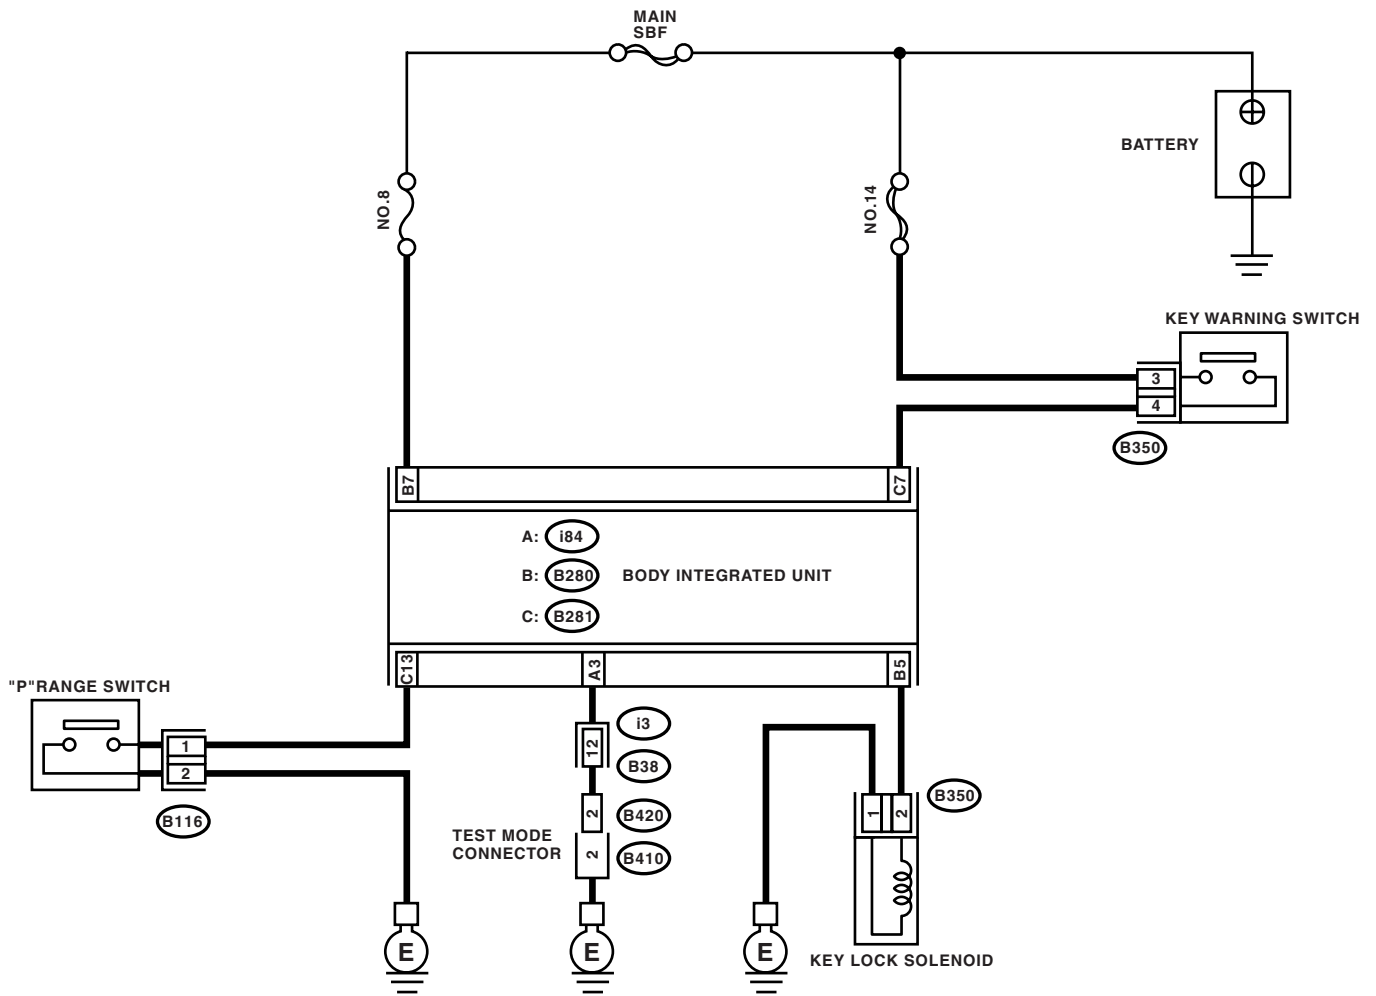 MAIN
SBF
BATTERY
NO.8
NO.14
KEY WARNING SWITCH
3
4
B350
B7
C7
A: i84
B: B280 BODY INTEGRATED UNIT
C: B281
C13
A3
B5
"P"RANGE SWITCH
1
2
B116
12
i3
B38
2
B420
TEST MODE
CONNECTOR
2
B410
1
2
B350
E
E
E
KEY LOCK SOLENOID